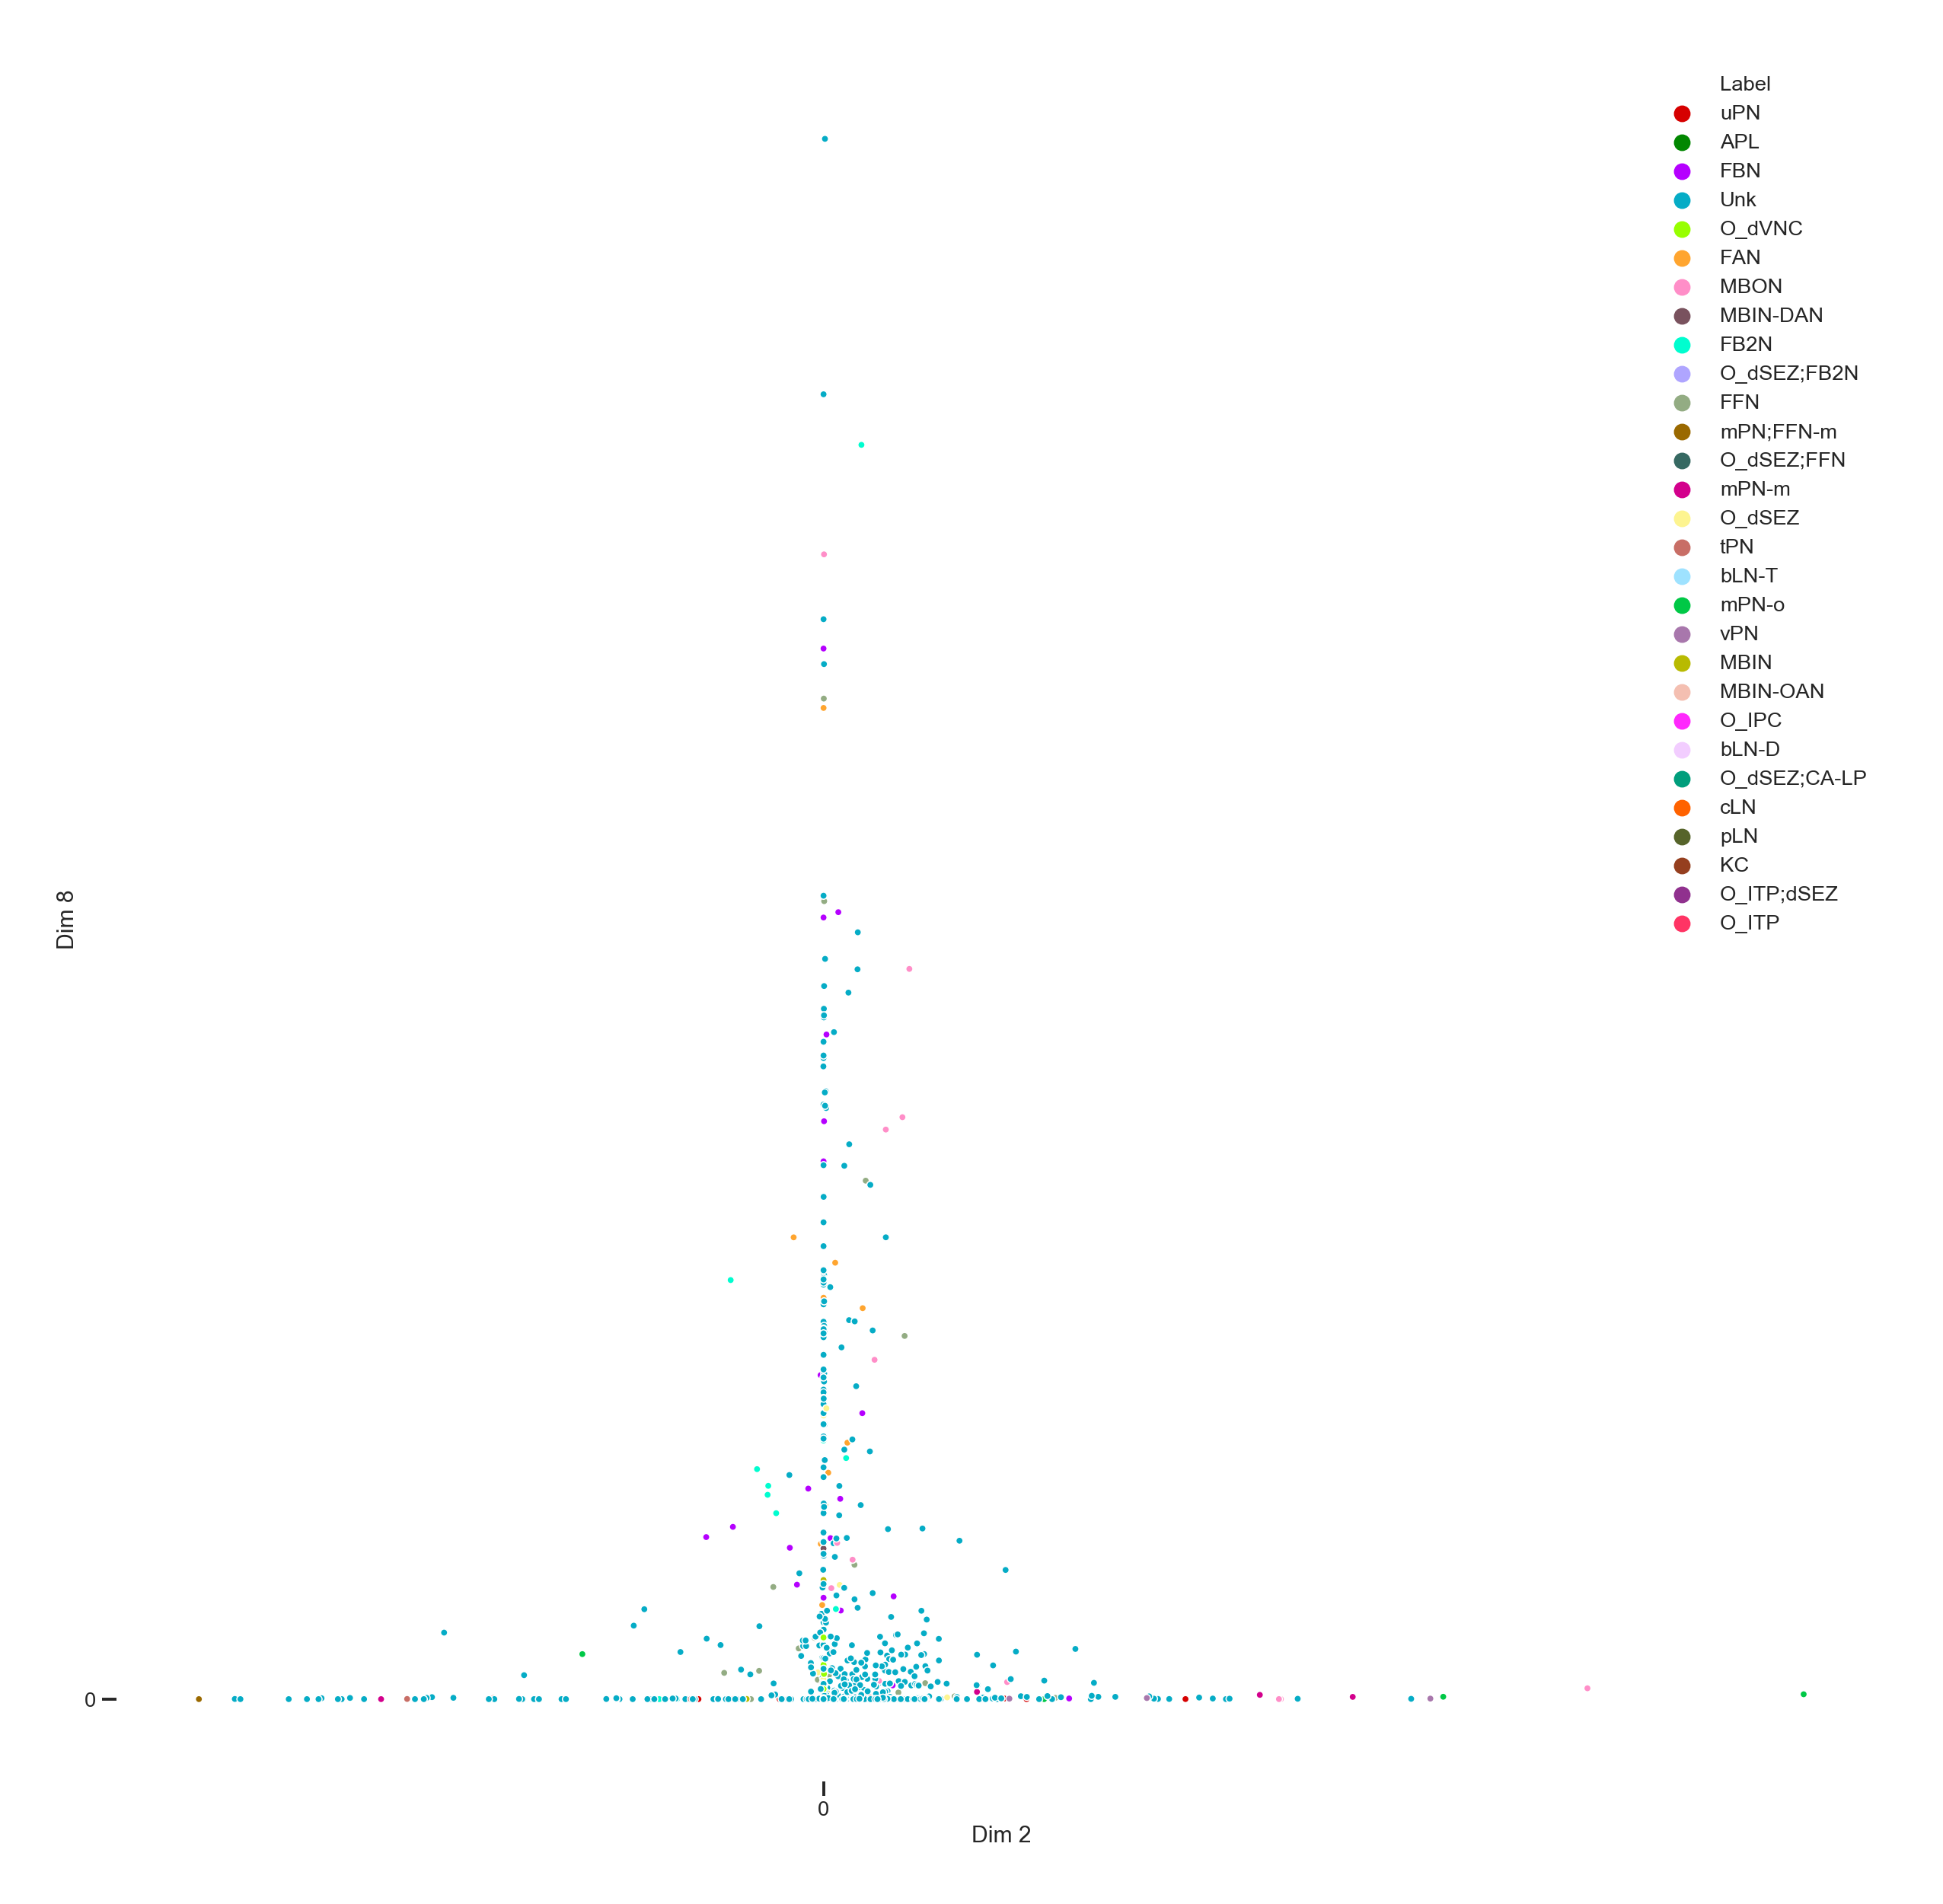 Label
uPN
APL
FBN
Unk
O_dVNC
FAN
MBON
MBIN-DAN
FB2N
O_dSEZ;FB2N
FFN
mPN;FFN-m
O_dSEZ;FFN
mPN-m
O_dSEZ
tPN
bLN-T
mPN-o
vPN
MBIN
MBIN-OAN
O_IPC
bLN-D
O_dSEZ;CA-LP
cLN
pLN
KC
O_ITP;dSEZ
O_ITP
Dim 8
0
0
Dim 2